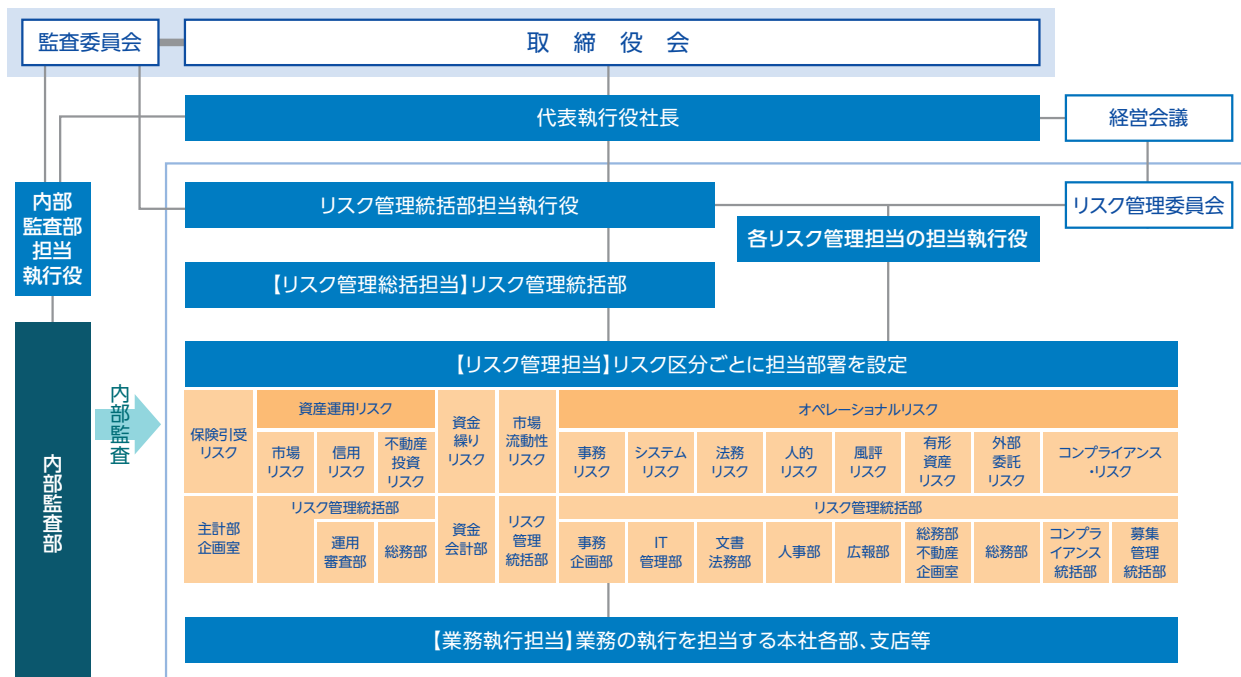 監査委員会
取締役会
代表執行役社長
経営会議
内部
監査部
担当
執行役
リスク管理統括部担当執行役
リスク管理委員会
各リスク管理担当の担当執行役
【リスク管理総括担当】リスク管理統括部
内部監査部
内部監査
【リスク管理担当】リスク区分ごとに担当部署を設定
保険引受
リスク
資産運用リスク
市場
リスク
信用
リスク
不動産
投資
リスク
資金
繰り
リスク
市場
流動性
リスク
オペレーショナルリスク
事務
リスク
システム
リスク
法務
リスク
人的
リスク
風評
リスク
有形
資産
リスク
外部
委託
リスク
コンプライアンス
・リスク
主計部
企画室
リスク管理統括部
運用
審査部
総務部
資金
会計部
リスク
管理
統括部
リスク管理統括部
事務
企画部
IT
管理部
文書
法務部
人事部
広報部
総務部
不動産
企画室
総務部
コンプラ
イアンス
統括部
募集
管理
統括部
【業務執行担当】業務の執行を担当する本社各部、支店等